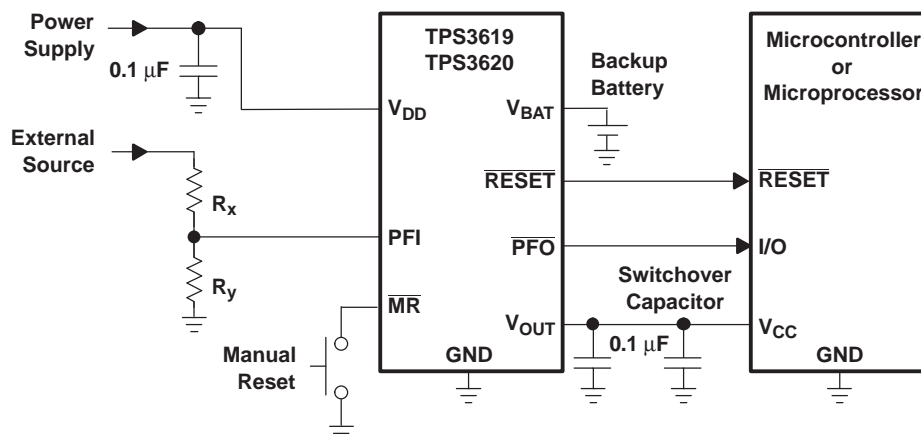 Power
Supply
0.1 μF
TPS3619
TPS3620
Backup
Battery
Microcontroller
or
Microprocessor
VDD
VBAT
External
Source
RESET
RESET
Rx
PFI
PFO
I/O
Ry
MR
Switchover
Capacitor
VOUT
0.1 μF
VCC
Manual
Reset
GND
GND